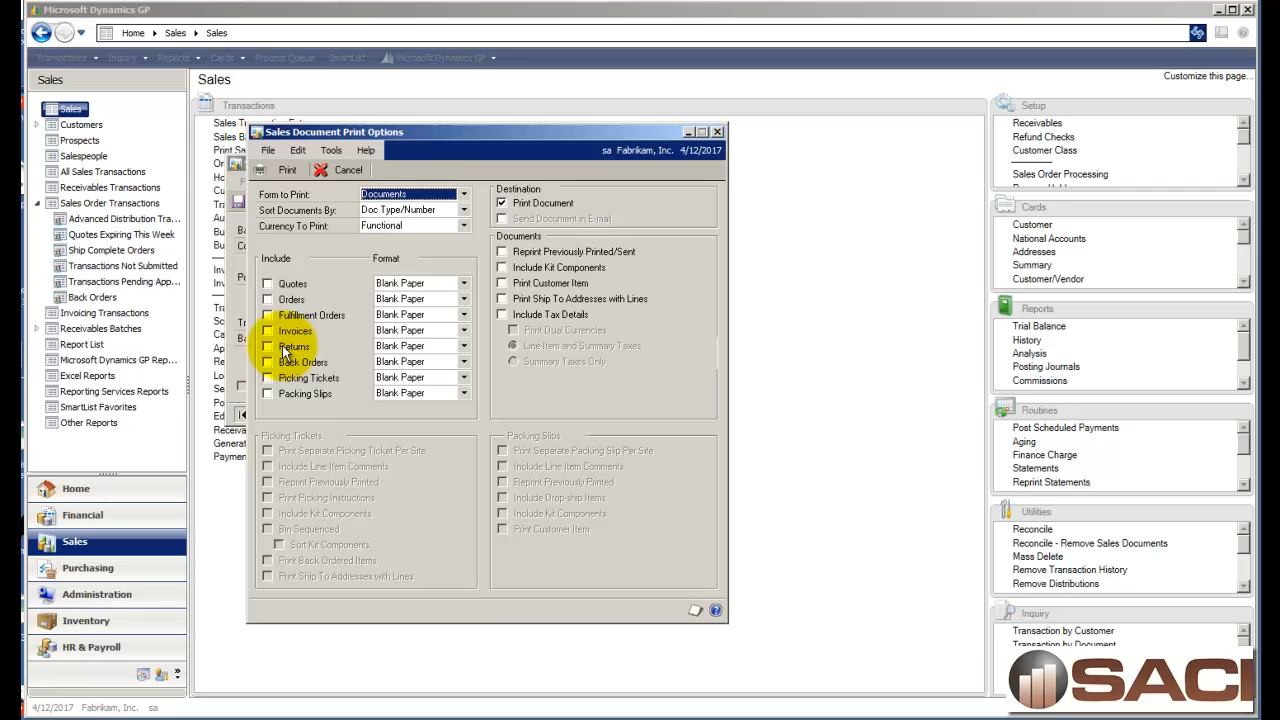 Microsoft Dynamics GP
Home Sales Sales
Transactions Inquiry Reports Cards Process Queue SmartList Microsoft Dynamics GP
Sales
Sales
Customers
Prospects
Salespeople
All Sales Transactions
Receivables Transactions
Sales Order Transactions
Advanced Distribution Tra...
Quotes Expiring This Week
Ship Complete Orders
Transactions Not Submitted
Transactions Pending App...
Back Orders
Invoicing Transactions
Receivables Batches
Report List
Microsoft Dynamics GP Rep...
Excel Reports
Reporting Services Report
SmartList Favorites
Other Reports
Home
Financial
Sales
Purchasing
Administration
Inventory
HR & Payroll
Sales
Customize this page...
Transactions
Sales Document Print Options
File Edit Tools Help
sa Fabrikam, Inc. 4/12/2017
Print Cancel
Form to Print: Documents
Sort Documents By: Doc Type/Number
Currency To Print: Functional
Include Format
Quotes Blank Paper
Orders Blank Paper
Fulfillment Orders Blank Paper
Invoices Blank Paper
Returns Blank Paper
Back Orders Blank Paper
Picking Tickets Blank Paper
Packing Slips Blank Paper
Destination
Print Document
Send Document in E-mail
Documents
Reprint Previously Printed/Sent
Include Kit Components
Print Customer Item
Print Ship To Addresses with Lines
Include Tax Details
Print Dual Currencies
Line Item and Summary Taxes
Summary Taxes Only
Picking Tickets
Print Separate Picking Ticket Per Site
Include Line Item Comments
Reprint Previously Printed
Print Picking Instructions
Include Kit Components
Bin Sequenced
Sort Kit Components
Print Back Ordered Items
Print Ship To Addresses with Lines
Packing Slips
Print Separate Packing Slip Per Site
Include Line Item Comments
Reprint Previously Printed
Include Drop-ship Items
Include Kit Components
Print Customer Item
Setup
Receivables
Refund Checks
Customer Class
Sales Order Processing
Cards
Customer
National Accounts
Addresses
Summary
Customer/Vendor
Reports
Trial Balance
History
Analysis
Posting Journals
Commissions
Routines
Post Scheduled Payments
Aging
Finance Charge
Statements
Reprint Statements
Utilities
Reconcile
Reconcile - Remove Sales Documents
Mass Delete
Remove Transaction History
Remove Distributions
Inquiry
Transaction by Customer
4/12/2017 Fabrikam, Inc. sa